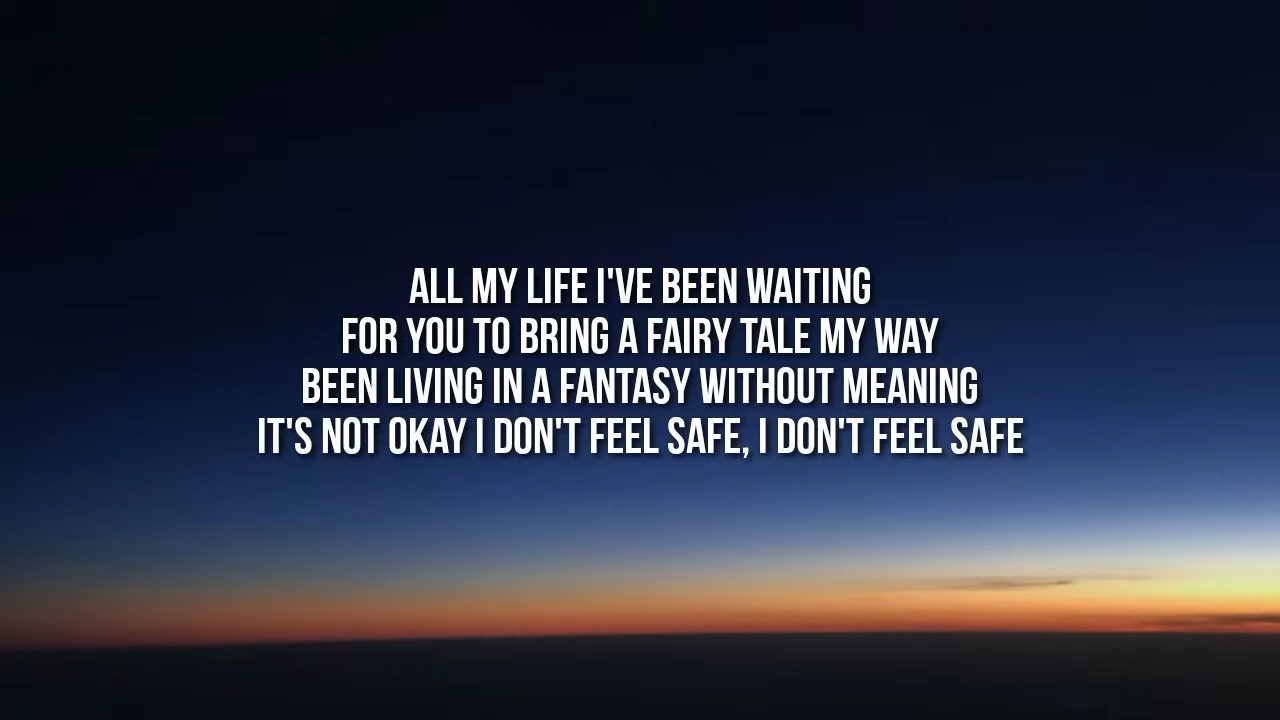 ALL MY LIFE I'VE BEEN WAITING
FOR YOU TO BRING A FAIRY TALE MY WAY
BEEN LIVING IN A FANTASY WITHOUT MEANING
IT'S NOT OKAY I DON'T FEEL SAFE, I DON'T FEEL SAFE